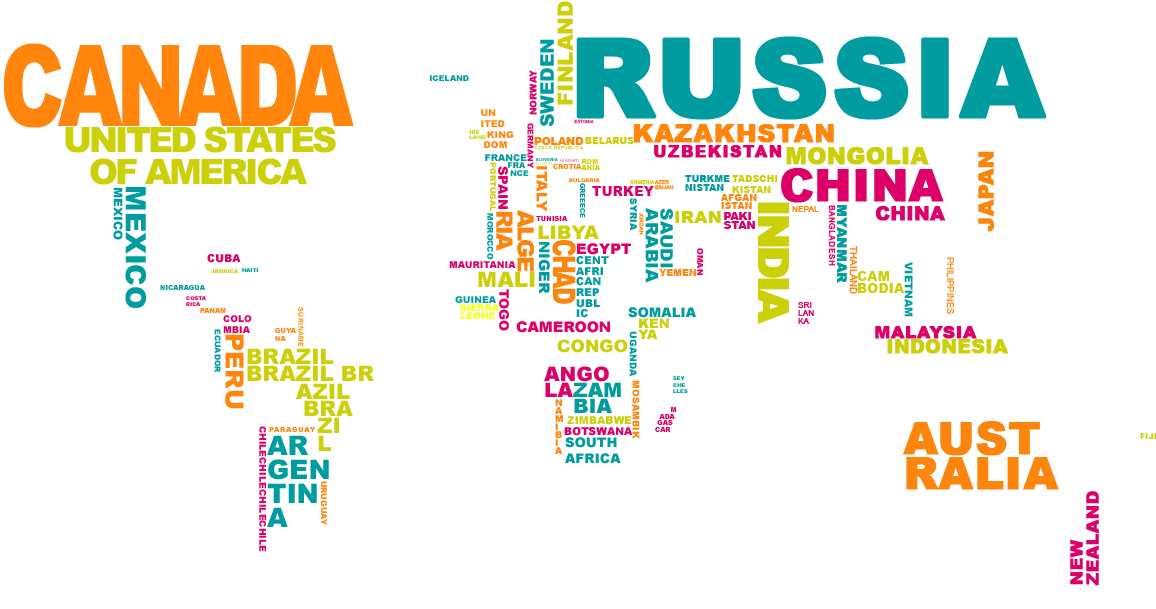 CANADA
UNITED STATES
OF AMERICA
MEXICO
MEXICO
CUBA
JAMAICA
HAITI
NICARAGUA
COSTA
RICA
PANAM
COLO
MBIA
GUYA
NA
SURINAME
ECUADOR
PERU
BRAZIL
BRAZIL BR
AZIL
BRA
ZI
L
PARAGUAY
CHILECHILECHILECHILE
AR
GEN
TIN
A
URUGUAY
ICELAND
NORWAY
SWEDEN
FINLAND
RUSSIA
ESTONIA
UN
ITED
KING
DOM
IRE
LAND
GERMANY
POLAND
BELARUS
CZECH REPUBLICA
KAZAKHSTAN
UZBEKISTAN
MONGOLIA
FRANCE
FRA
NCE
SLOVENIA
HUNGERY
CROTIA
ROM
ANIA
PORTUGAL
SPAIN
ITALY
BULGARIA
GREEECE
TURKEY
ARMENIA
AZER
BAIJAN
TURKME
NISTAN
TADSCHI
KISTAN
AFGAN
ISTAN
CHINA
CHINA
JAPAN
MOROCCO
ALGE
RIA
TUNISIA
LIBYA
EGYPT
SYRIA
JORDAN
SAUDI
ARABIA
IRAN
PAKI
STAN
INDIA
NEPAL
BANGLADESH
MYANMAR
THAILAND
CAM
BODIA
VIETNAM
PHILIPPINES
MAURITANIA
MALI
NIGER
CHAD
CENT
AFRI
CAN
REP
UBL
IC
YEMEN
OMAN
SRI
LAN
KA
GUINEA
SIERRA
LEONE
TOGO
CAMEROON
SOMALIA
KEN
YA
CONGO
UGANDA
MALAYSIA
INDONESIA
ANGO
LA
ZAM
BIA
MOSAMBIK
SEY
CHE
LLES
M
ADA
GAS
CAR
NAMIBIA
ZIMBABWE
BOTSWANA
SOUTH
AFRICA
AUST
RALIA
FIJI
NEW
ZEALAND